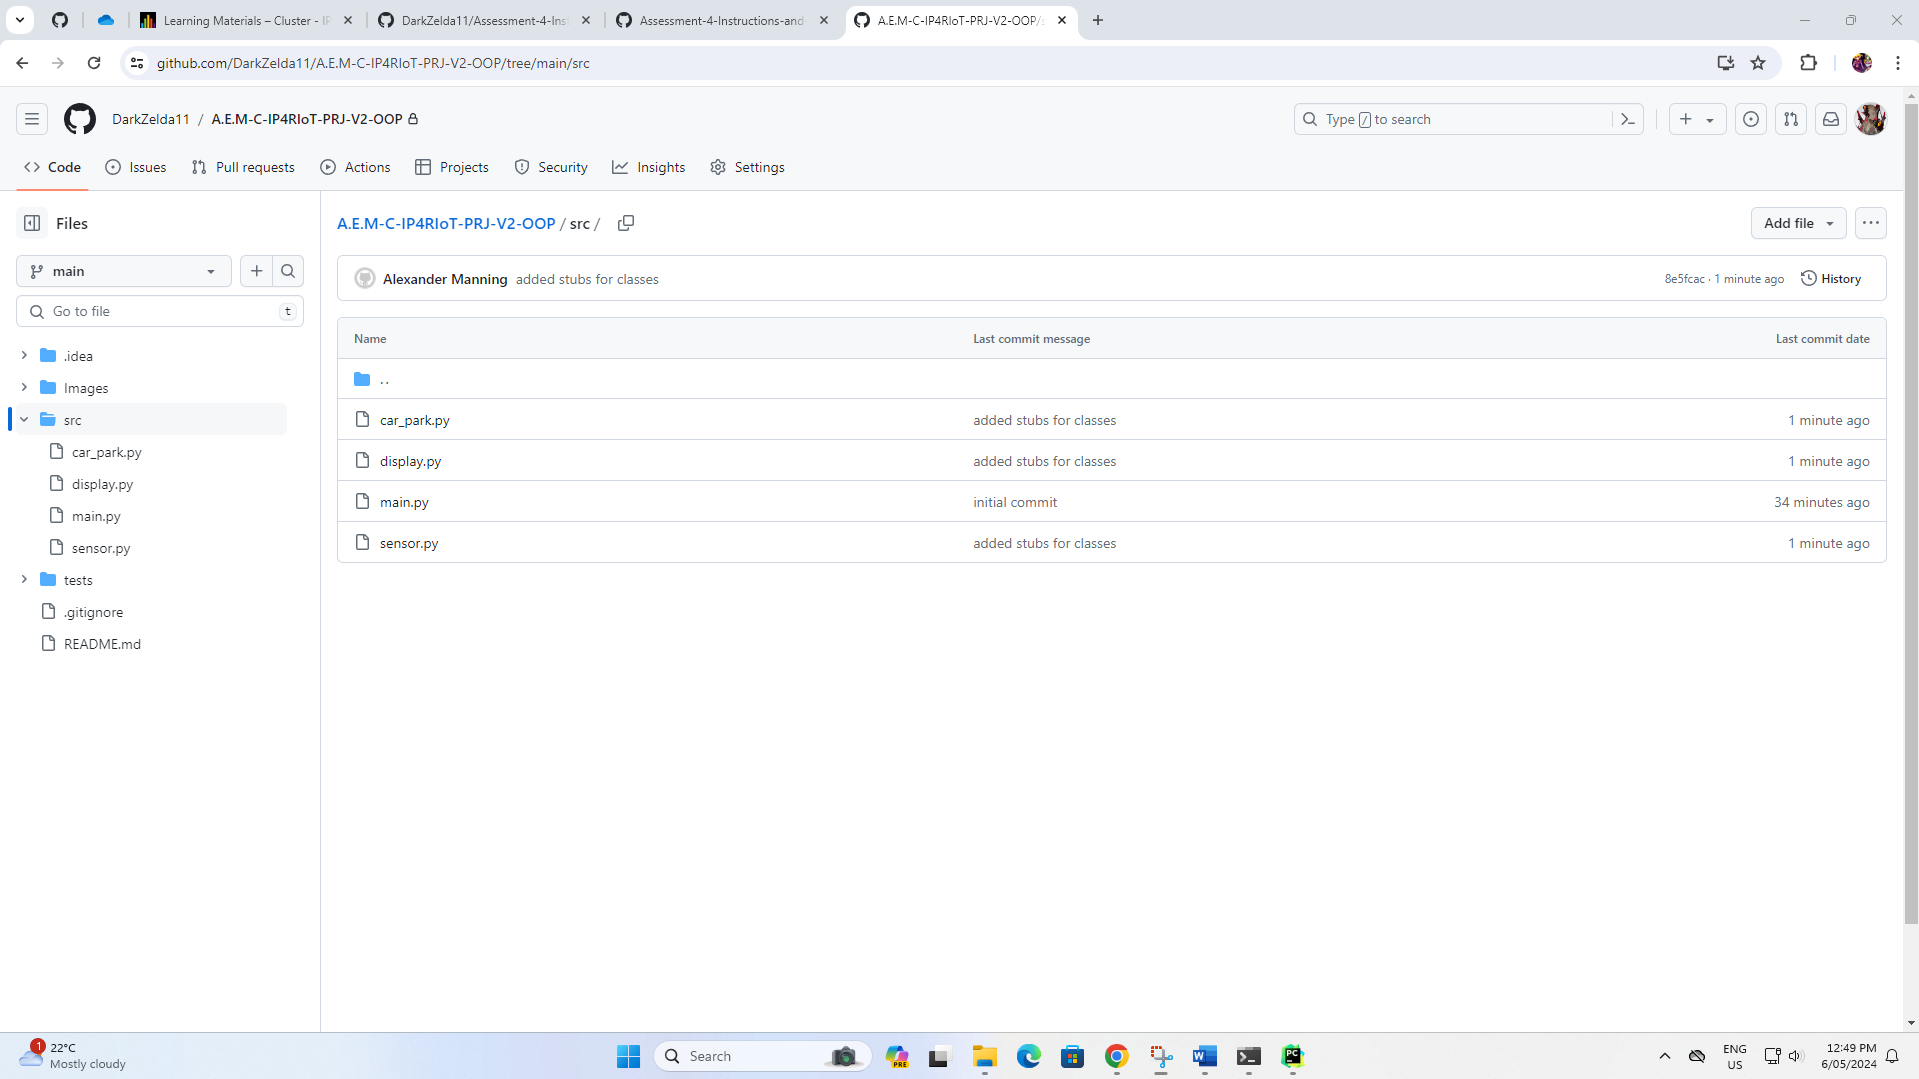 Learning Materials – Cluster - IP
DarkZelda11/Assessment-4-Inst
Assessment-4-Instructions-and-
A.E.M-C-IP4RIoT-PRJ-V2-OOP/s
github.com/DarkZelda11/A.E.M-C-IP4RIoT-PRJ-V2-OOP/tree/main/src
DarkZelda11 / A.E.M-C-IP4RIoT-PRJ-V2-OOP
Type / to search
Code Issues Pull requests Actions Projects Security Insights Settings
Files
A.E.M-C-IP4RIoT-PRJ-V2-OOP / src /
Add file
main
Alexander Manning added stubs for classes
8e5fcac · 1 minute ago History
Go to file t
Name Last commit message Last commit date
.idea
Images
src
car_park.py
display.py
main.py
sensor.py
tests
.gitignore
README.md
..
car_park.py added stubs for classes 1 minute ago
display.py added stubs for classes 1 minute ago
main.py initial commit 34 minutes ago
sensor.py added stubs for classes 1 minute ago
1
22°C
Mostly cloudy
Search
PRE
W
PC
ENG
US
12:49 PM
6/05/2024